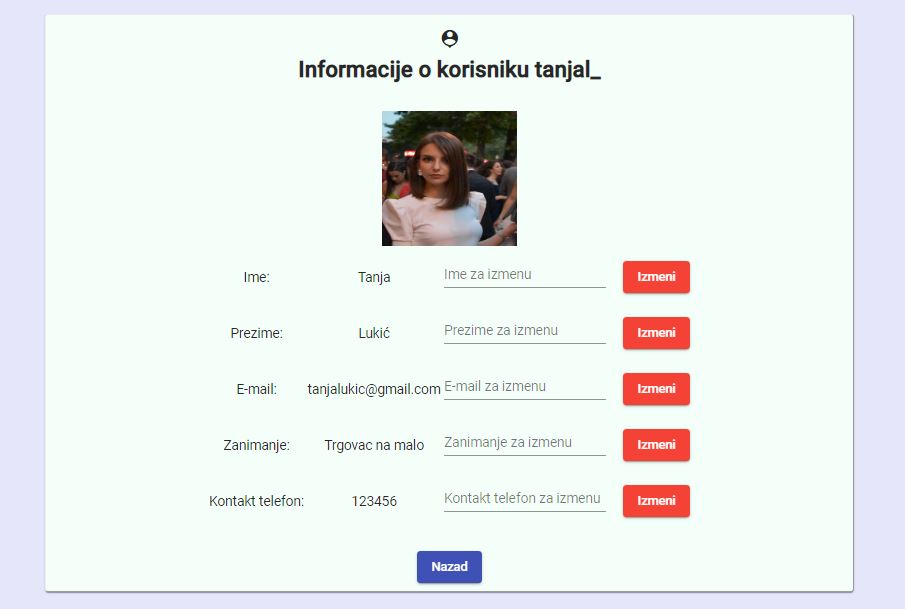 Informacije o korisniku tanjal_
Ime: Tanja Ime za izmenu Izmeni
Prezime: Lukić Prezime za izmenu Izmeni
E-mail: tanjalukic@gmail.com E-mail za izmenu Izmeni
Zanimanje: Trgovac na malo Zanimanje za izmenu Izmeni
Kontakt telefon: 123456 Kontakt telefon za izmenu Izmeni
Nazad